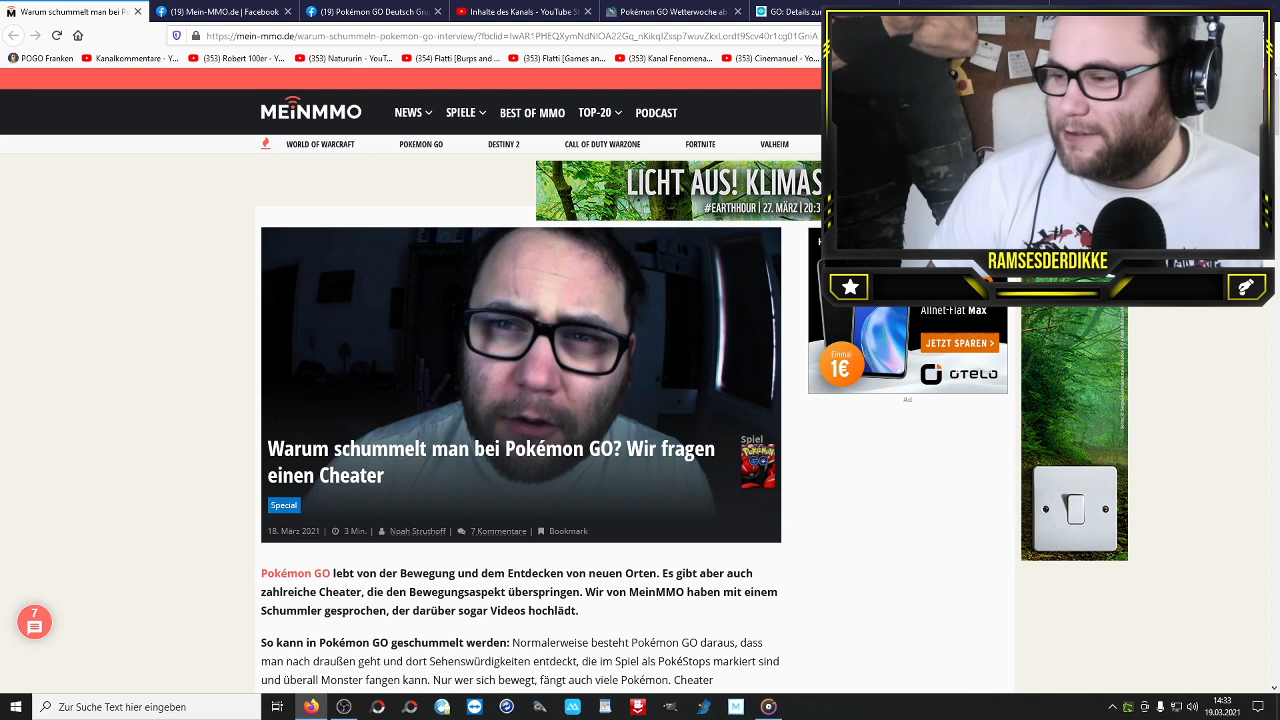 Mein-MMO.de | Facebook
(19) Mein-MMO.de | Facebook
(19) Pokémon GO Deutsch Gru
Inhalte des Kanals - YouTube S
Pokémon GO Wetterwoche ab
GO: Details zur
https://mein-mmo.de/warum-schummeln-pokemon-go-interview/?fbclid=IwAR1PHEQXymNdNIOA22Gq_nKikqIZssp7wuvZkxLordt9Scv40r1cg01GniA
POGO Franken
Kanalkommentare - Y...
(353) Robert 100er - Y...
(353) Natururin - YouT...
(354) Flatti [Burps and ...
(353) Flatti [Games an...
(353) Kanal Fenomena...
(353) Cinemanuel - Yo...
MEiNMMO
NEWS
SPIELE
BEST OF MMO
TOP-20
PODCAST
WORLD OF WARCRAFT
POKEMON GO
DESTINY 2
CALL OF DUTY WARZONE
FORTNITE
VALHEIM
LICHT AUS! KLIMAS
#EARTHHOUR | 27. MÄRZ | 20:3
RAMSESDERDIKKE
Allnet-Flat Max
JETZT SPAREN >
Einmal
1€
OTELO
Ad
Spiel
POKÉMON GO
Warum schummelt man bei Pokémon GO? Wir fragen
einen Cheater
Special
18. März 2021 | 3 Min. | Noah Struthoff | 7 Kommentare | Bookmark
Pokémon GO lebt von der Bewegung und dem Entdecken von neuen Orten. Es gibt aber auch
zahlreiche Cheater, die den Bewegungsaspekt überspringen. Wir von MeinMMO haben mit einem
Schummler gesprochen, der darüber sogar Videos hochlädt.
7
So kann in Pokémon GO geschummelt werden: Normalerweise besteht Pokémon GO daraus, dass
man nach draußen geht und dort Sehenswürdigkeiten entdeckt, die im Spiel als PokéStops markiert sind
und überall Monster fangen kann. Nur wer sich bewegt, fängt auch viele Pokémon. Cheater
Zur Suche Text hier eingeben
14:33
19.03.2021